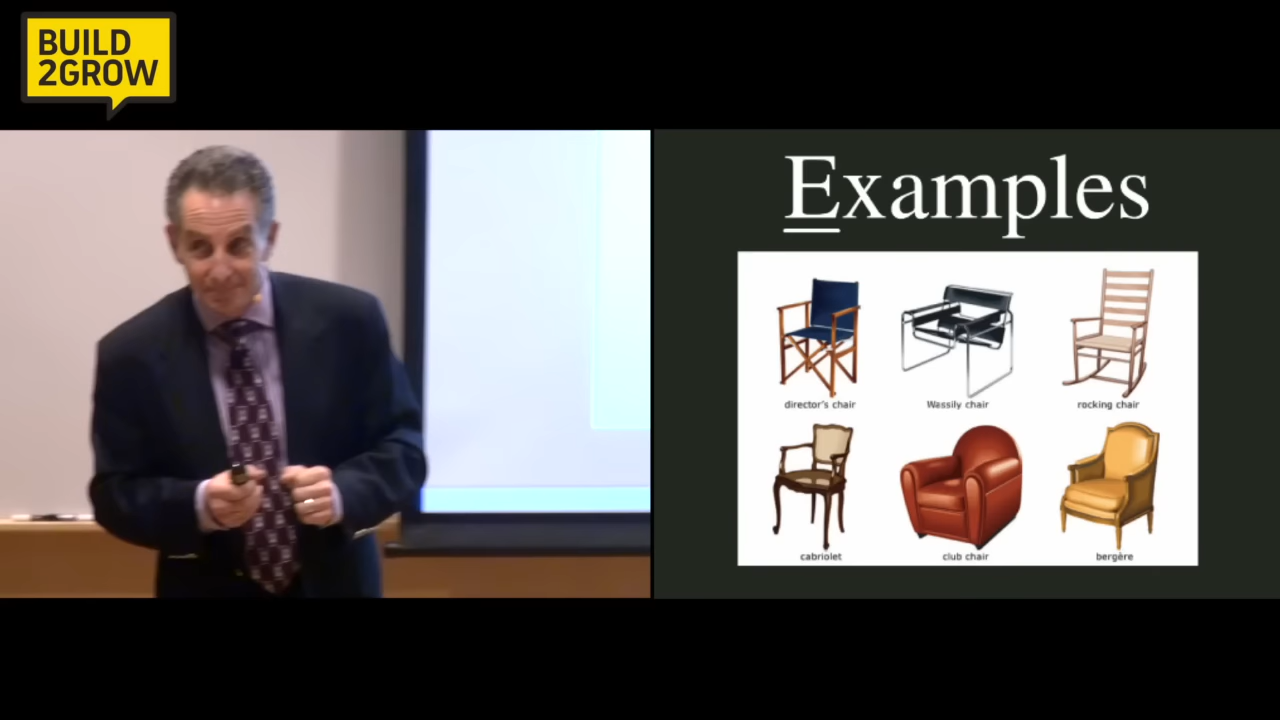 BUILD
2GROW
Examples
director's chair
Wassily chair
rocking chair
cabriolet
club chair
bergère